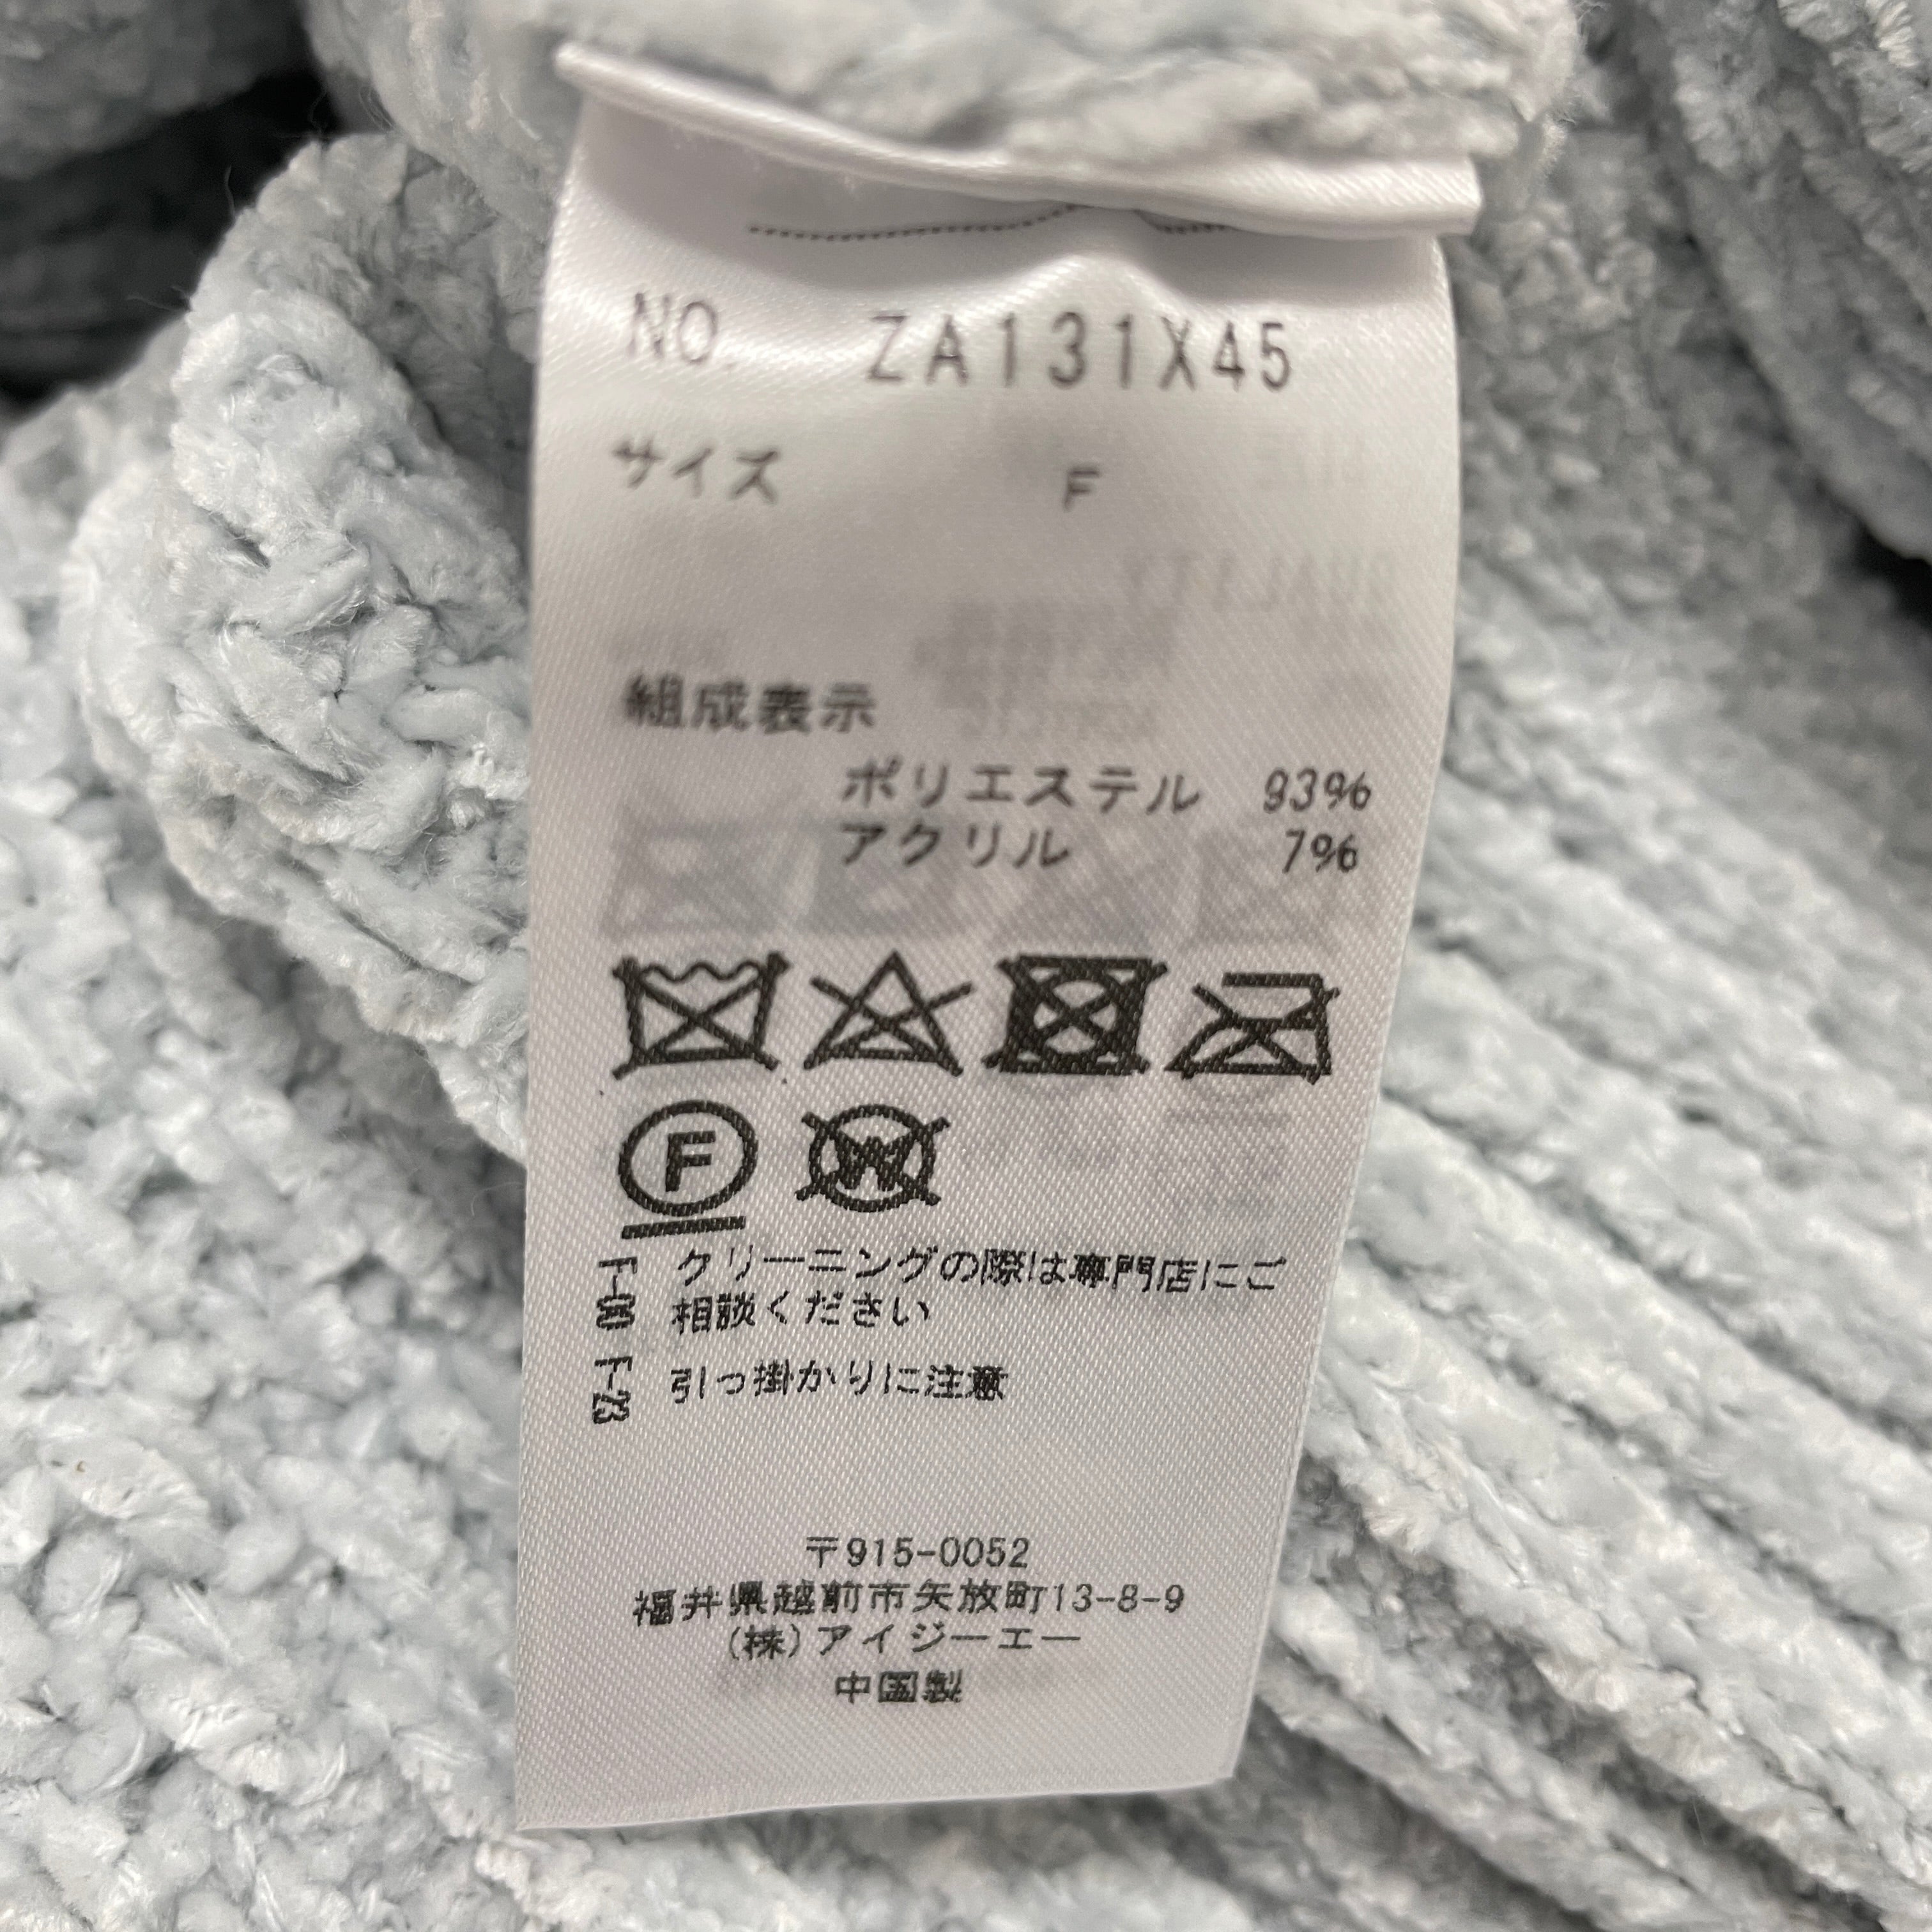 NO. ZA131X45
サイズ F
組成表示
ポリエステル 93%
アクリル 7%
F
W
F-08 クリーニングの際は専門店にご
相談ください
F-23 引っ掛かりに注意
〒915-0052
福井県越前市矢放町13-8-9
(株)アイジーエー
中国製